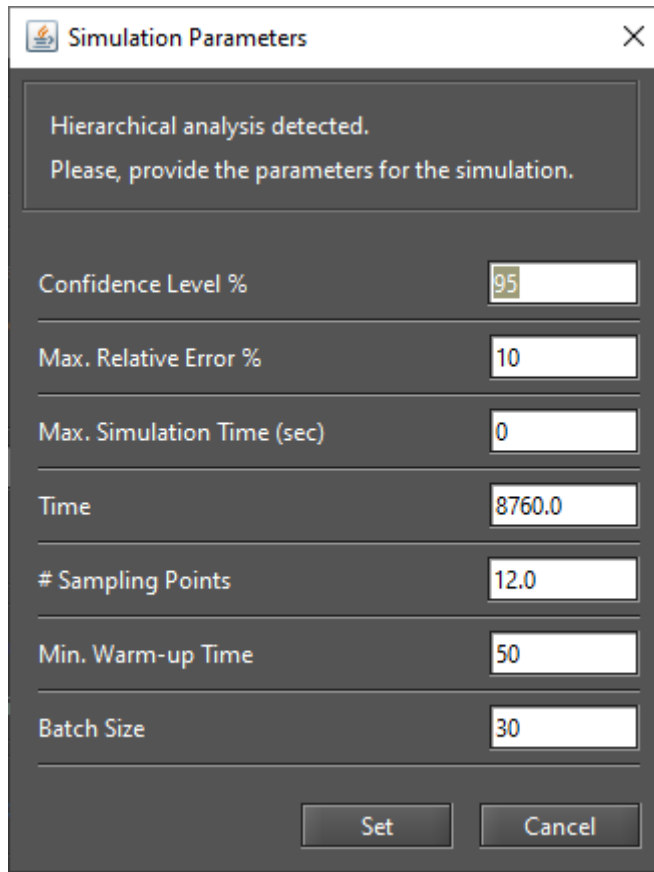 Simulation Parameters
Hierarchical analysis detected.
Please, provide the parameters for the simulation.
Confidence Level % 95
Max. Relative Error % 10
Max. Simulation Time (sec) 0
Time 8760.0
# Sampling Points 12.0
Min. Warm-up Time 50
Batch Size 30
Set Cancel